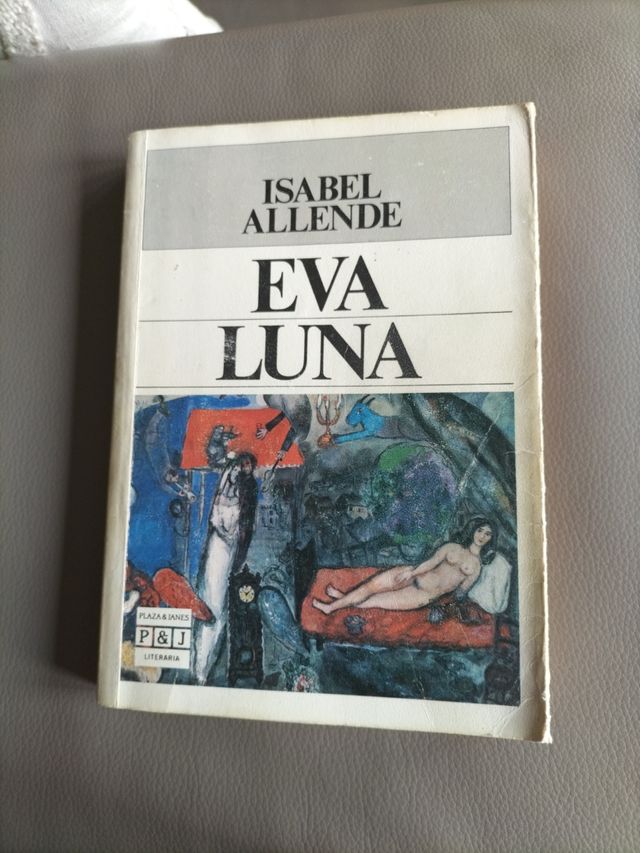 ISABEL
ALLENDE
EVA
LUNA
PLAZA & JANES
P & J
LITERARIA